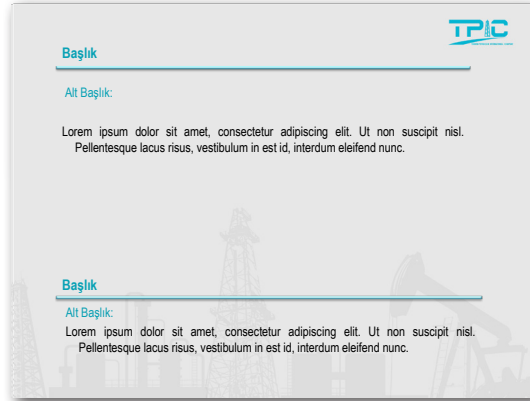 TPIC
Başlık
Alt Başlık:
Lorem ipsum dolor sit amet, consectetur adipiscing elit. Ut non suscipit nisl.
Pellentesque lacus risus, vestibulum in est id, interdum eleifend nunc.
Başlık
Alt Başlık:
Lorem ipsum dolor sit amet, consectetur adipiscing elit. Ut non suscipit nisl.
Pellentesque lacus risus, vestibulum in est id, interdum eleifend nunc.